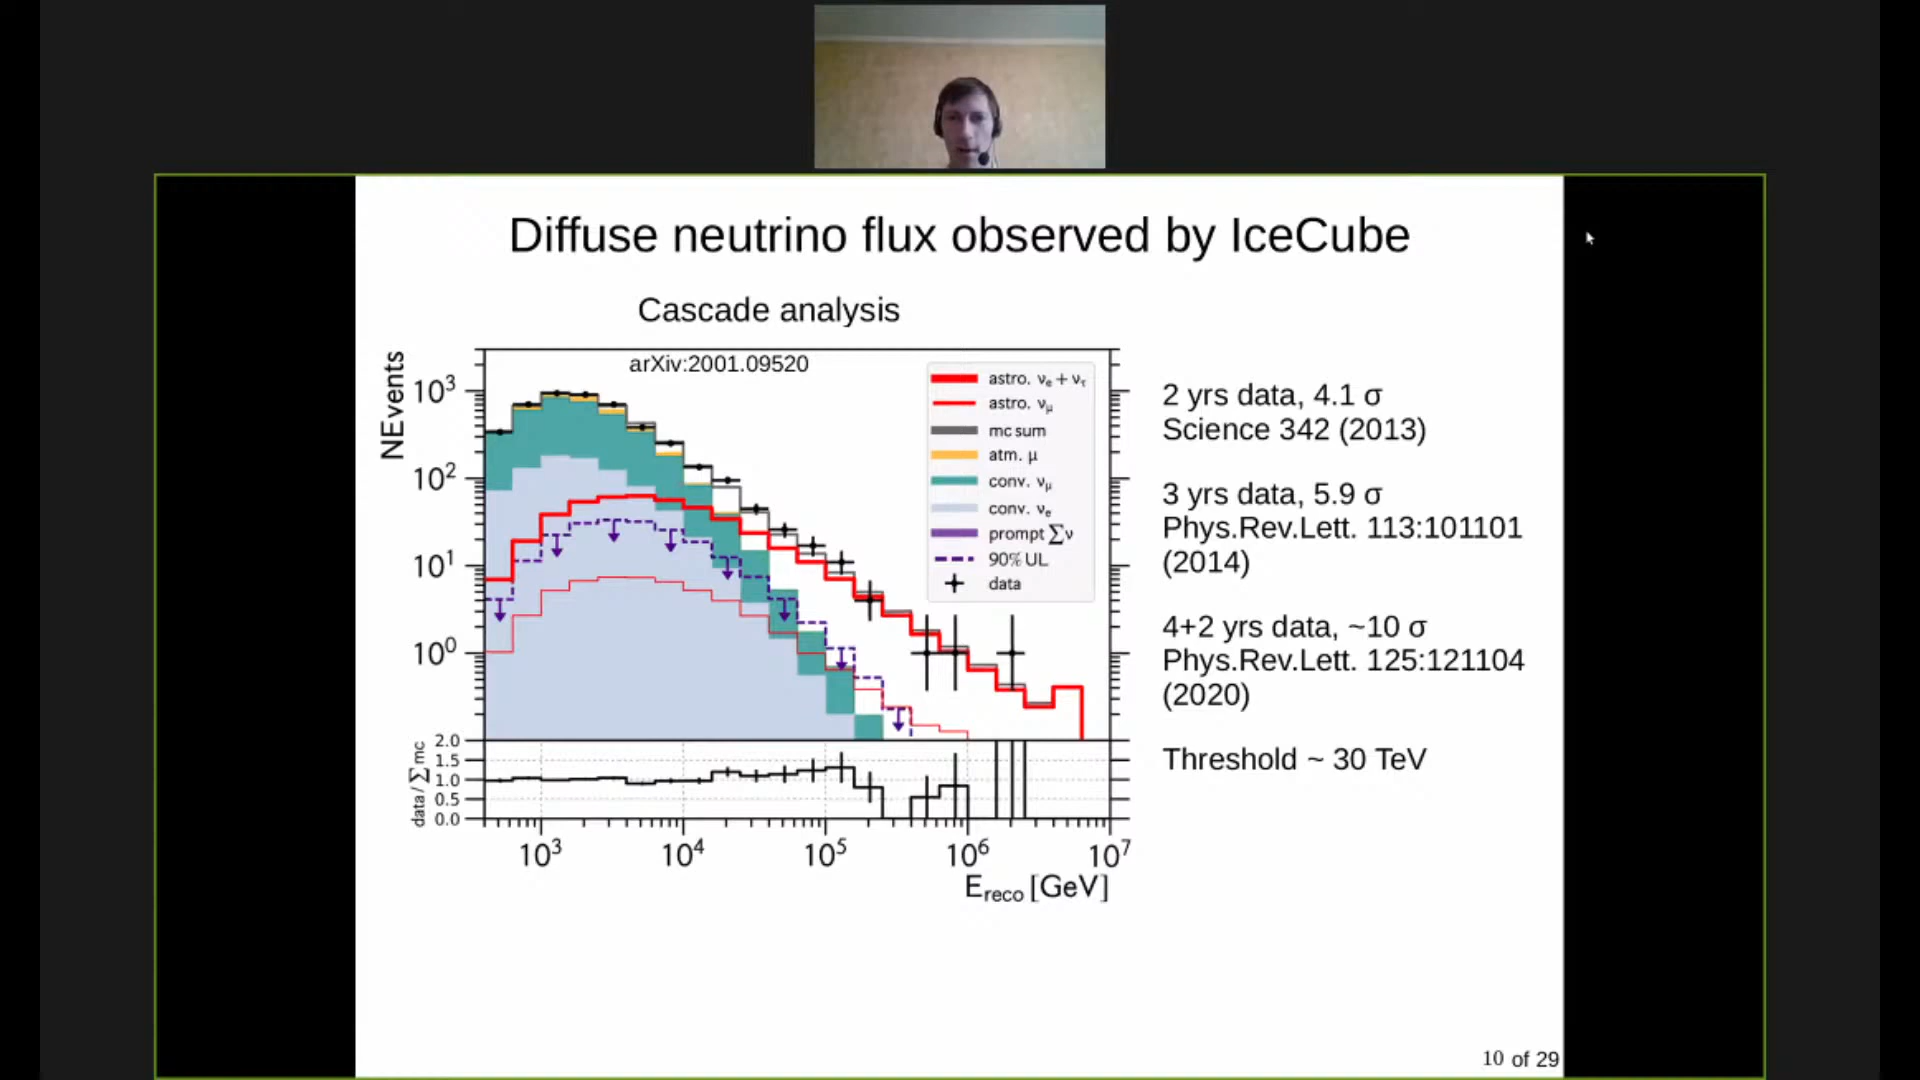 Diffuse neutrino flux observed by IceCube
Cascade analysis
arXiv:2001.09520
NEvents
10³
10²
10¹
10⁰
astro. νₑ + ντ
astro. νμ
mc sum
atm. μ
conv. νμ
conv. νₑ
prompt ∑ν
90% UL
data
data / ∑ mc
2.0
1.5
1.0
0.5
0.0
10³ 10⁴ 10⁵ 10⁶ 10⁷
Ereco [GeV]
2 yrs data, 4.1 σ
Science 342 (2013)
3 yrs data, 5.9 σ
Phys.Rev.Lett. 113:101101
(2014)
4+2 yrs data, ~10 σ
Phys.Rev.Lett. 125:121104
(2020)
Threshold ~ 30 TeV
10 of 29